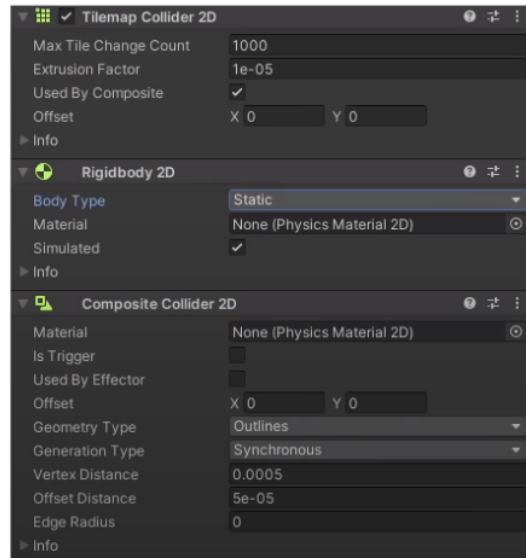 Tilemap Collider 2D
Max Tile Change Count 1000
Extrusion Factor 1e-05
Used By Composite
Offset X 0 Y 0
Info
Rigidbody 2D
Body Type Static
Material None (Physics Material 2D)
Simulated
Info
Composite Collider 2D
Material None (Physics Material 2D)
Is Trigger
Used By Effector
Offset X 0 Y 0
Geometry Type Outlines
Generation Type Synchronous
Vertex Distance 0.0005
Offset Distance 5e-05
Edge Radius 0
Info